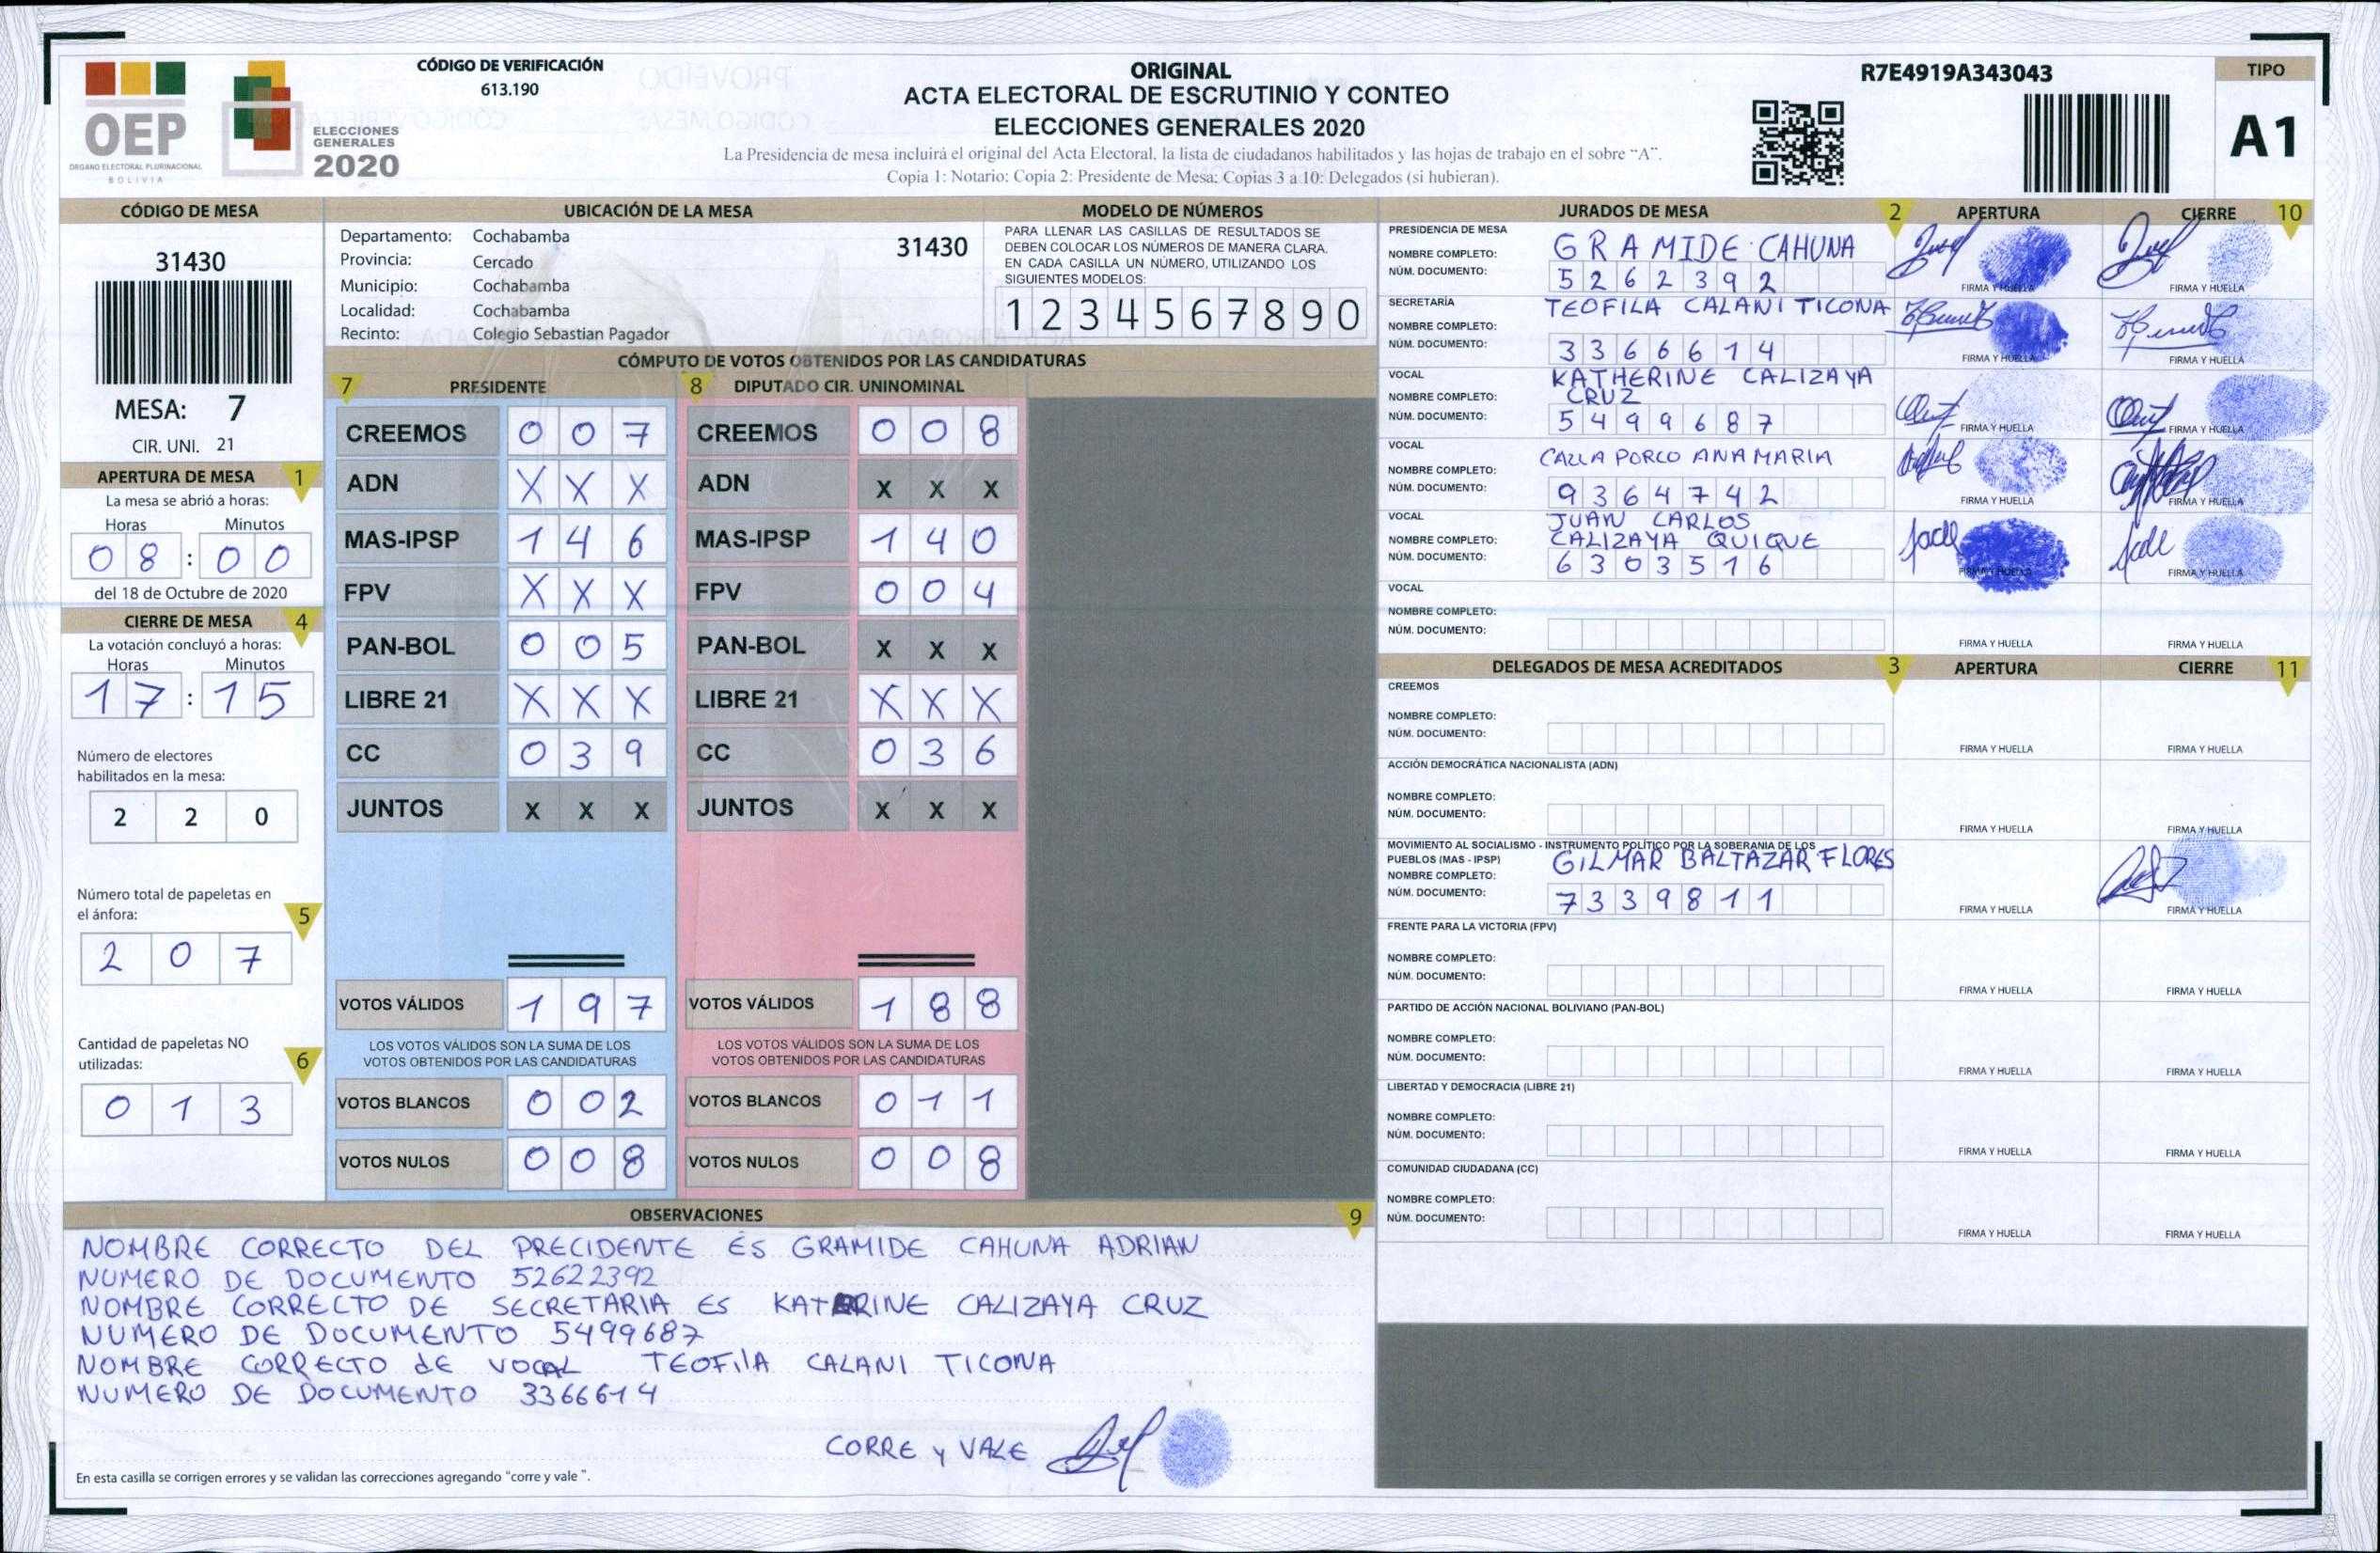 OEP
ORGANO ELECTORAL PLURINACIONAL
BOLIVIA
ELECCIONES
GENERALES
2020
CÓDIGO DE VERIFICACIÓN
613.190
ORIGINAL
ACTA ELECTORAL DE ESCRUTINIO Y CONTEO
ELECCIONES GENERALES 2020
La Presidencia de mesa incluirá el original del Acta Electoral, la lista de ciudadanos habilitados y las hojas de trabajo en el sobre “A”.
Copia 1: Notario; Copia 2: Presidente de Mesa; Copias 3 a 10: Delegados (si hubieran).
R7E4919A343043
TIPO
A1
CÓDIGO DE MESA
31430
MESA: 7
CIR. UNI. 21
APERTURA DE MESA 1
La mesa se abrió a horas:
Horas Minutos
08 : 00
del 18 de Octubre de 2020
CIERRE DE MESA 4
La votación concluyó a horas:
Horas Minutos
17 : 15
Número de electores
habilitados en la mesa:
2 2 0
Número total de papeletas en
el ánfora: 5
2 0 7
Cantidad de papeletas NO
utilizadas: 6
0 1 3
UBICACIÓN DE LA MESA
Departamento: Cochabamba 31430
Provincia: Cercado
Municipio: Cochabamba
Localidad: Cochabamba
Recinto: Colegio Sebastian Pagador
MODELO DE NÚMEROS
PARA LLENAR LAS CASILLAS DE RESULTADOS SE
DEBEN COLOCAR LOS NÚMEROS DE MANERA CLARA.
EN CADA CASILLA UN NÚMERO, UTILIZANDO LOS
SIGUIENTES MODELOS:
1 2 3 4 5 6 7 8 9 0
CÓMPUTO DE VOTOS OBTENIDOS POR LAS CANDIDATURAS
7 PRESIDENTE
CREEMOS 0 0 7
ADN X X X
MAS-IPSP 1 4 6
FPV X X X
PAN-BOL 0 0 5
LIBRE 21 X X X
CC 0 3 9
JUNTOS X X X
VOTOS VÁLIDOS 1 9 7
LOS VOTOS VÁLIDOS SON LA SUMA DE LOS
VOTOS OBTENIDOS POR LAS CANDIDATURAS
VOTOS BLANCOS 0 0 2
VOTOS NULOS 0 0 8
8 DIPUTADO CIR. UNINOMINAL
CREEMOS 0 0 8
ADN X X X
MAS-IPSP 1 4 0
FPV 0 0 4
PAN-BOL X X X
LIBRE 21 X X X
CC 0 3 6
JUNTOS X X X
VOTOS VÁLIDOS 1 8 8
LOS VOTOS VÁLIDOS SON LA SUMA DE LOS
VOTOS OBTENIDOS POR LAS CANDIDATURAS
VOTOS BLANCOS 0 1 1
VOTOS NULOS 0 0 8
OBSERVACIONES 9
NOMBRE CORRECTO DEL PRECIDENTE ES GRAMIDE CAHUNA ADRIAN
NUMERO DE DOCUMENTO 52622392
NOMBRE CORRECTO DE SECRETARIA ES CALIZAYA CRUZ
NUMERO DE DOCUMENTO 5499687
NOMBRE CORRECTO dE VOCAL TEOFilA CALANI TICONA
NUMERO DE DOCUMENTO 3366614
CORRE y VALE
En esta casilla se corrigen errores y se validan las correcciones agregando "corre y vale ".
JURADOS DE MESA 2 APERTURA CIERRE 10
PRESIDENCIA DE MESA
NOMBRE COMPLETO: GRAMIDE CAHUNA
NÚM. DOCUMENTO: 5262392
FIRMA Y HUELLA FIRMA Y HUELLA
SECRETARÍA
NOMBRE COMPLETO: TEOFILA CALANI TICONA
NÚM. DOCUMENTO: 3366614
FIRMA Y HUELLA FIRMA Y HUELLA
VOCAL
NOMBRE COMPLETO: KATHERINE CALIZAYA
CRUZ
NÚM. DOCUMENTO: 5499687
FIRMA Y HUELLA FIRMA Y HUELLA
VOCAL
NOMBRE COMPLETO: CALLA PORCO ANA MARIA
NÚM. DOCUMENTO: 9364742
FIRMA Y HUELLA FIRMA Y HUELLA
VOCAL
NOMBRE COMPLETO: JUAN CARLOS
CALIZAYA QUIQUE
NÚM. DOCUMENTO: 6303516
FIRMA Y HUELLA FIRMA Y HUELLA
VOCAL
NOMBRE COMPLETO:
NÚM. DOCUMENTO:
FIRMA Y HUELLA FIRMA Y HUELLA
DELEGADOS DE MESA ACREDITADOS 3 APERTURA CIERRE 11
CREEMOS
NOMBRE COMPLETO:
NÚM. DOCUMENTO:
FIRMA Y HUELLA FIRMA Y HUELLA
ACCIÓN DEMOCRÁTICA NACIONALISTA (ADN)
NOMBRE COMPLETO:
NÚM. DOCUMENTO:
FIRMA Y HUELLA FIRMA Y HUELLA
MOVIMIENTO AL SOCIALISMO - INSTRUMENTO POLÍTICO POR LA SOBERANIA DE LOS
PUEBLOS (MAS - IPSP)
NOMBRE COMPLETO: GILMAR BALTAZAR FLORES
NÚM. DOCUMENTO: 7339811
FIRMA Y HUELLA FIRMA Y HUELLA
FRENTE PARA LA VICTORIA (FPV)
NOMBRE COMPLETO:
NÚM. DOCUMENTO:
FIRMA Y HUELLA FIRMA Y HUELLA
PARTIDO DE ACCIÓN NACIONAL BOLIVIANO (PAN-BOL)
NOMBRE COMPLETO:
NÚM. DOCUMENTO:
FIRMA Y HUELLA FIRMA Y HUELLA
LIBERTAD Y DEMOCRACIA (LIBRE 21)
NOMBRE COMPLETO:
NÚM. DOCUMENTO:
FIRMA Y HUELLA FIRMA Y HUELLA
COMUNIDAD CIUDADANA (CC)
NOMBRE COMPLETO:
NÚM. DOCUMENTO:
FIRMA Y HUELLA FIRMA Y HUELLA